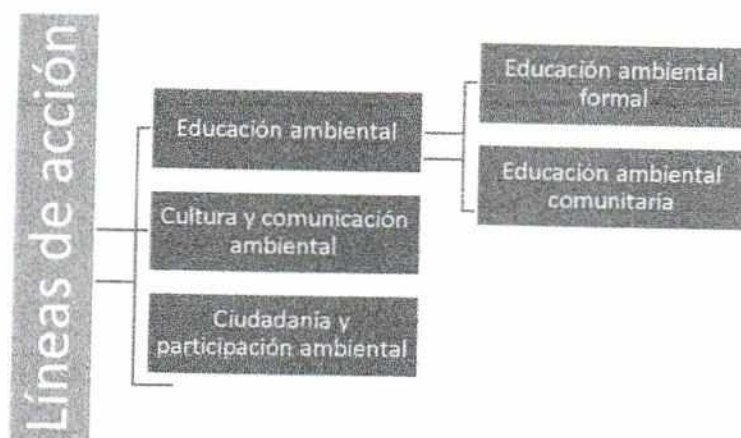 Líneas de acción
Educación ambiental
Cultura y comunicación
ambiental
Ciudadanía y
participación ambiental
Educación ambiental
formal
Educación ambiental
comunitaria